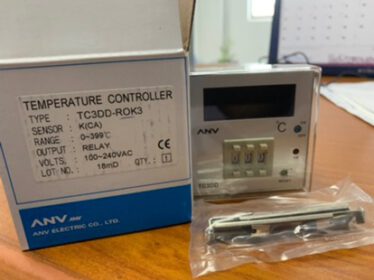 TEMPERATURE CONTROLLER
TYPE : TC3DD-ROK3
SENSOR : K(CA)
RANGE : 0~399℃
OUTPUT : RELAY
VOLTS. : 100~240VAC
LOT NO. : 18mD QTY.: 1
ANV ANV
ANV ELECTRIC CO., LTD.
ANV
℃
TC3DD